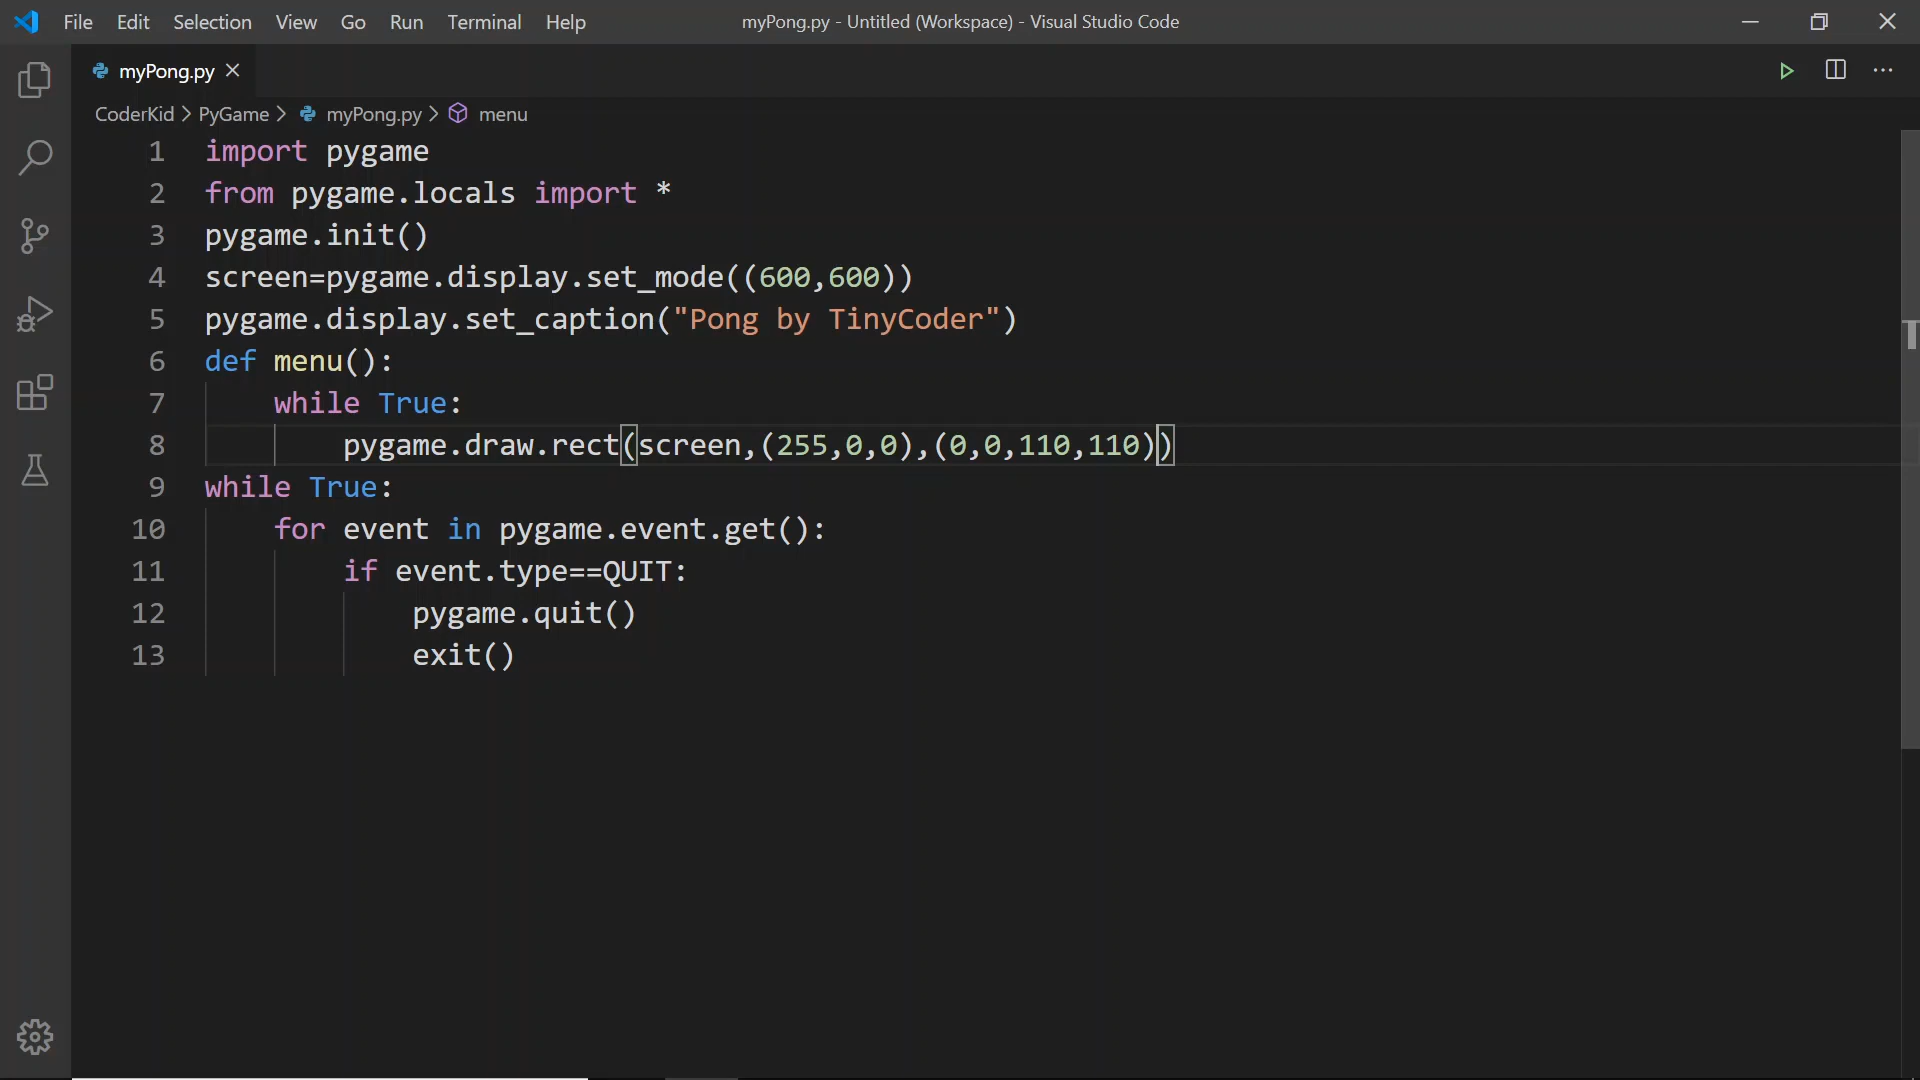 File Edit Selection View Go Run Terminal Help myPong.py - Untitled (Workspace) - Visual Studio Code
myPong.py
CoderKid > PyGame > myPong.py > menu
1 import pygame
2 from pygame.locals import *
3 pygame.init()
4 screen=pygame.display.set_mode((600,600))
5 pygame.display.set_caption("Pong by TinyCoder")
6 def menu():
7     while True:
8         pygame.draw.rect(screen,(255,0,0),(0,0,110,110))
9 while True:
10     for event in pygame.event.get():
11         if event.type==QUIT:
12             pygame.quit()
13             exit()